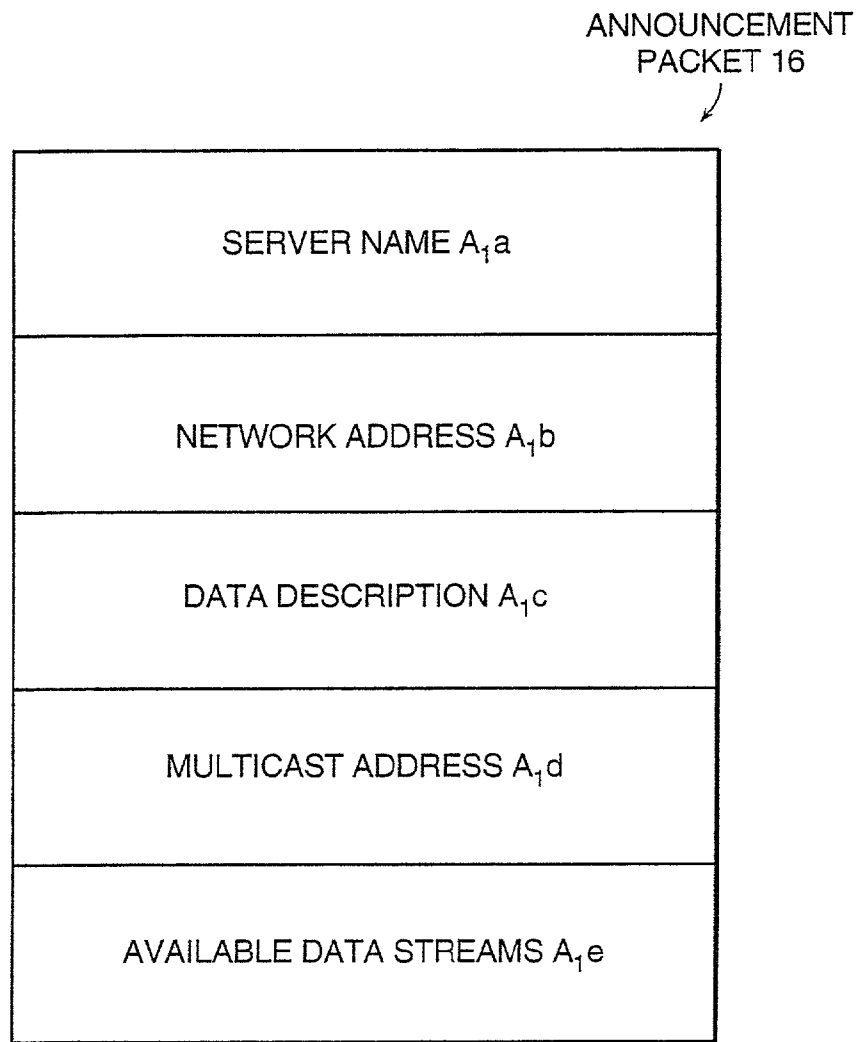 ANNOUNCEMENT
PACKET 16
SERVER NAME A₁a
NETWORK ADDRESS A₁b
DATA DESCRIPTION A₁c
MULTICAST ADDRESS A₁d
AVAILABLE DATA STREAMS A₁e